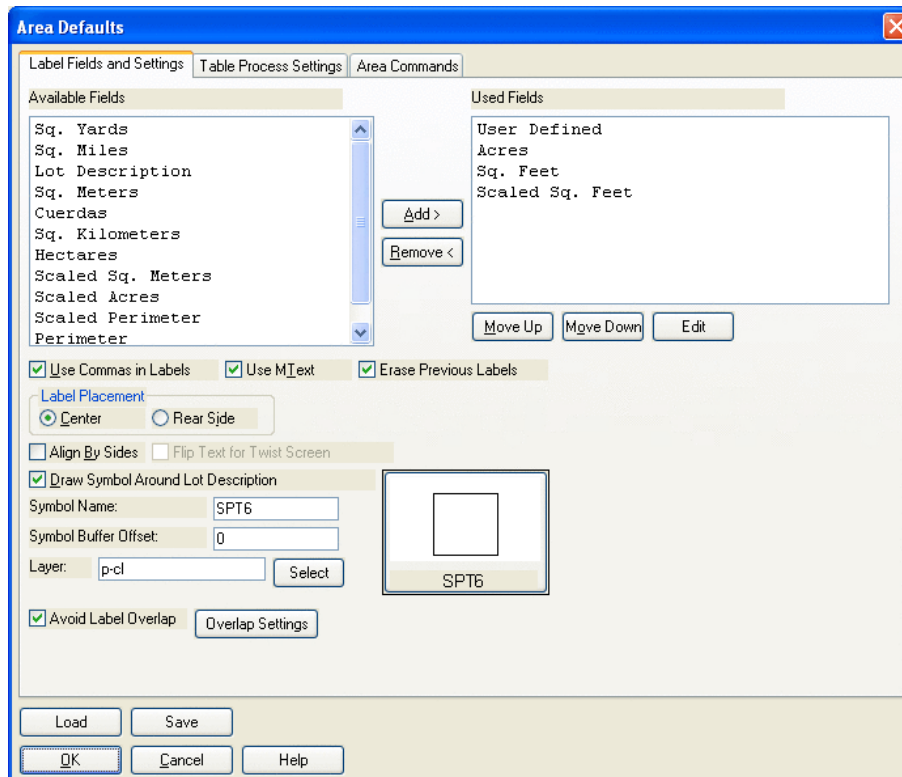 Area Defaults
Label Fields and Settings
Table Process Settings
Area Commands
Available Fields
Sq. Yards
Sq. Miles
Lot Description
Sq. Meters
Cuerdas
Sq. Kilometers
Hectares
Scaled Sq. Meters
Scaled Acres
Scaled Perimeter
Perimeter
Add >
Remove <
Used Fields
User Defined
Acres
Sq. Feet
Scaled Sq. Feet
Move Up
Move Down
Edit
Use Commas in Labels
Use MText
Erase Previous Labels
Label Placement
Center
Rear Side
Align By Sides
Flip Text for Twist Screen
Draw Symbol Around Lot Description
Symbol Name: SPT6
Symbol Buffer Offset: 0
Layer: p-cl
Select
SPT6
Avoid Label Overlap
Overlap Settings
Load
Save
OK
Cancel
Help